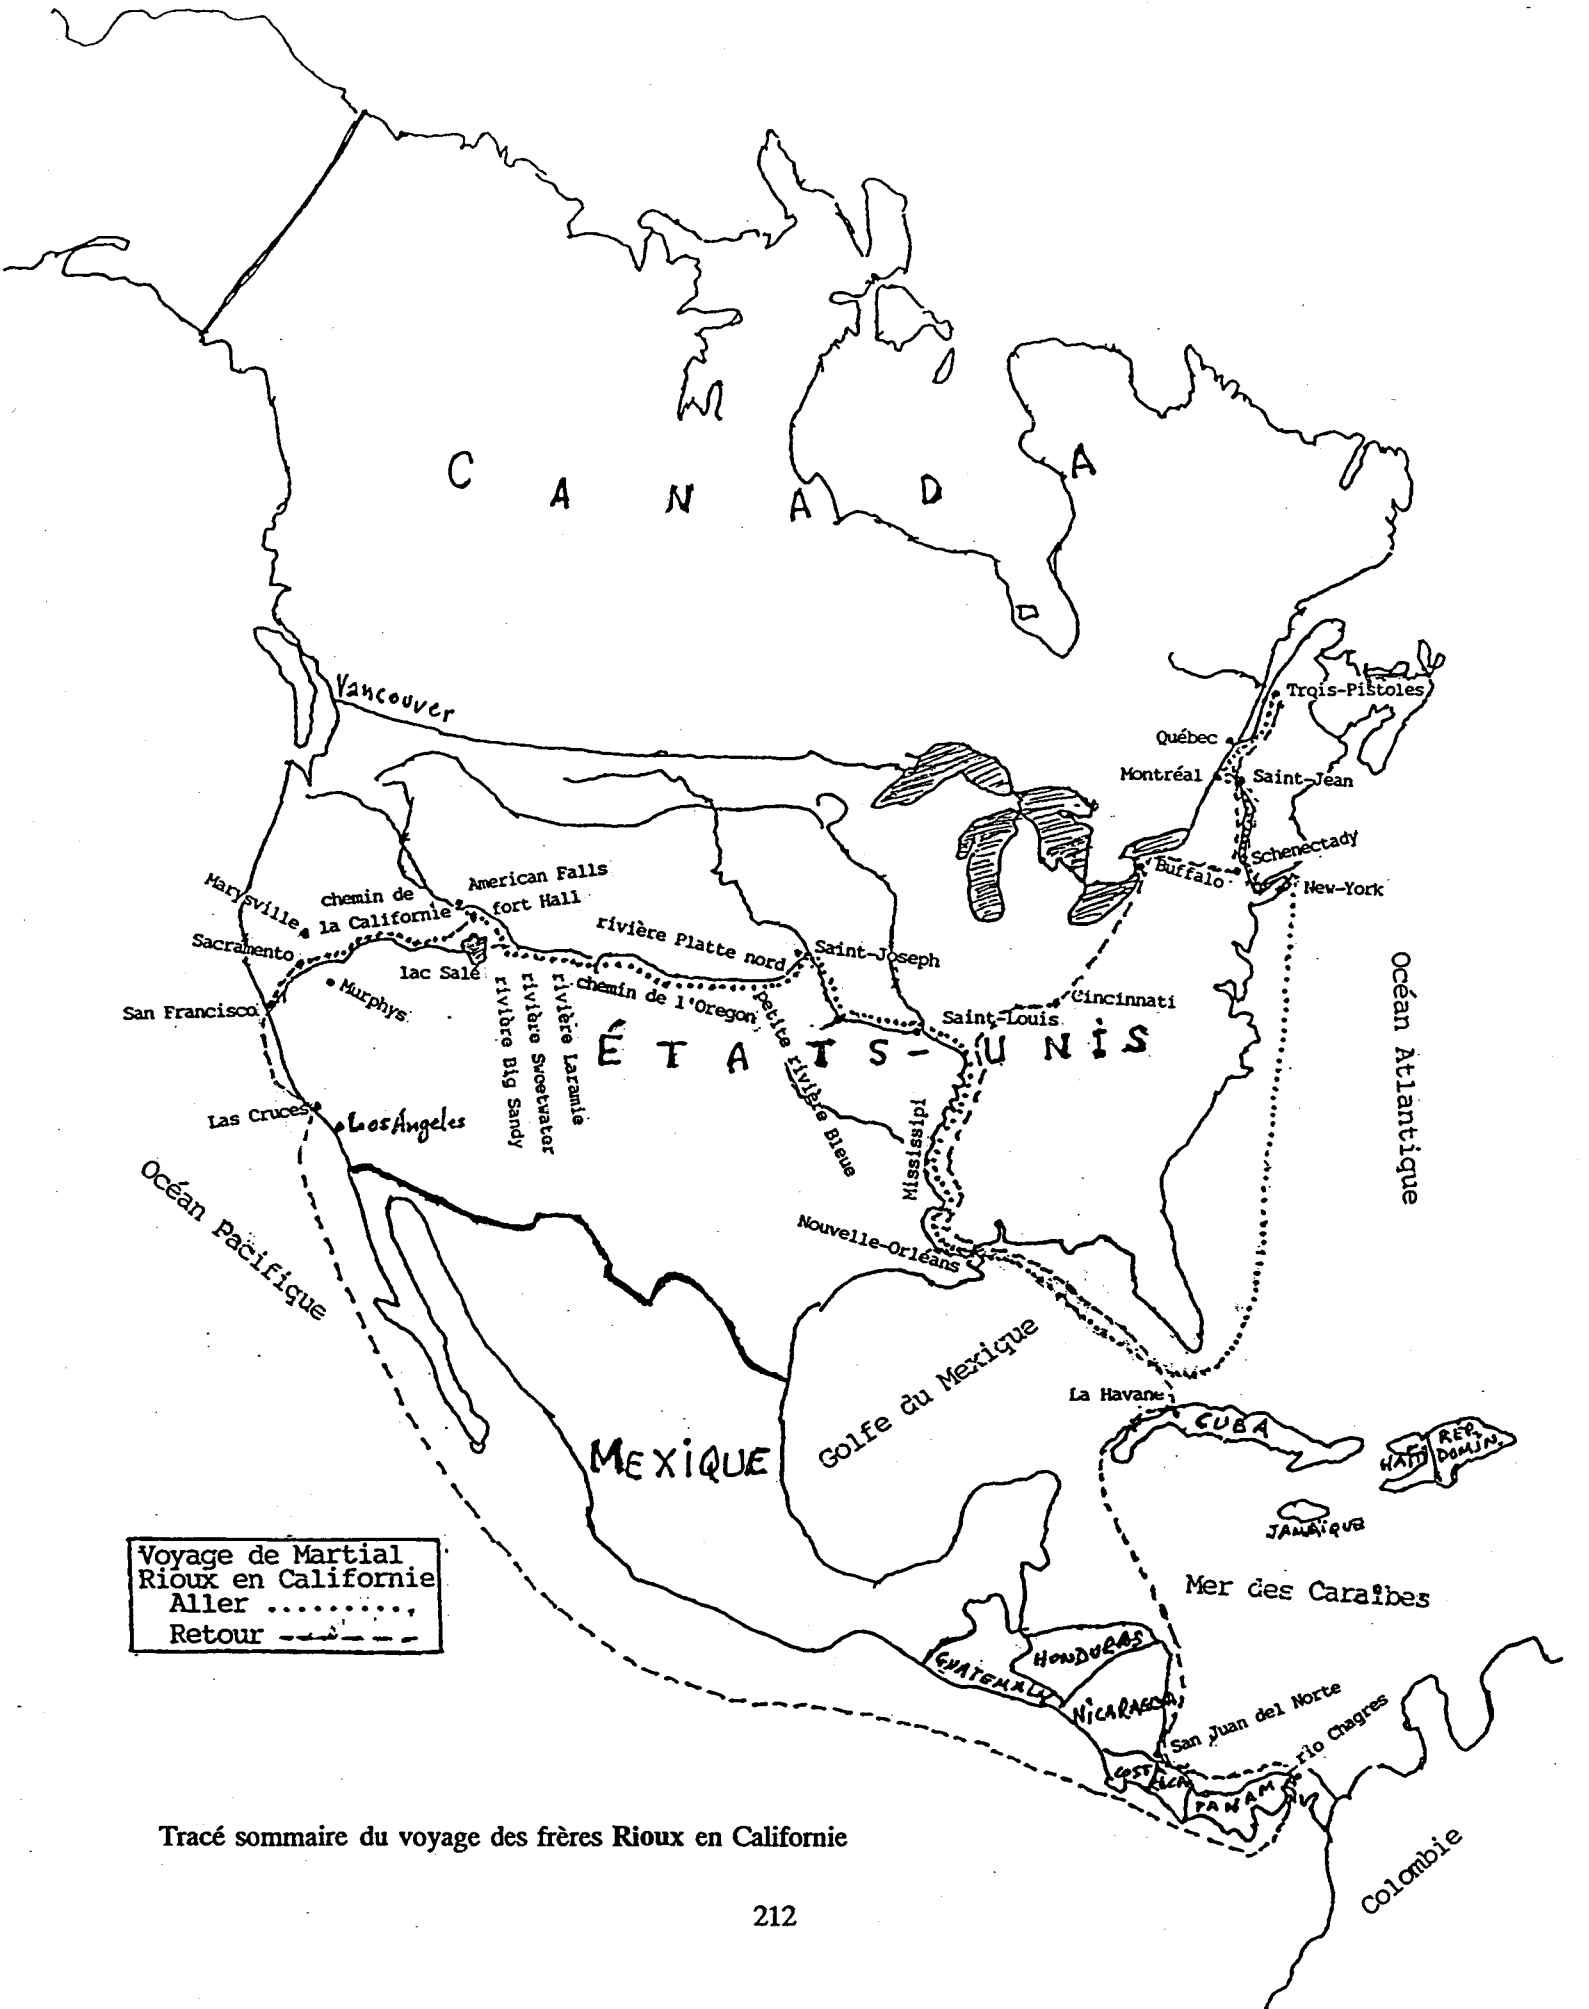 CANADA
Vancouver
Trois-Pistoles
Québec
Montréal
Saint-Jean
Schenectady
Buffalo
New-York
American Falls
fort Hall
chemin de
la Californie
Marysville
Sacramento
lac Salé
Murphys
San Francisco
rivière Platte nord
Saint-Joseph
chemin de l'Oregon
Cincinnati
Saint-Louis
ÉTATS-UNIS
rivière Big Sandy
rivière Swoetwater
rivière Laramie
petite rivière Bleue
Mississipi
Las Cruces
Los Angeles
Océan Atlantique
Océan Pacifique
Nouvelle-Orléans
Golfe du Mexique
La Havane
CUBA
HAÏTI
RÉP.
DOMIN.
JAMAÏQUE
MEXIQUE
Mer des Caraïbes
Voyage de Martial
Rioux en Californie
Aller
Retour
GUATEMALA
HONDURAS
NICARAGUA
San Juan del Norte
rio Chagres
COSTA
RICA
PANAMA
Colombie
Tracé sommaire du voyage des frères Rioux en Californie
212